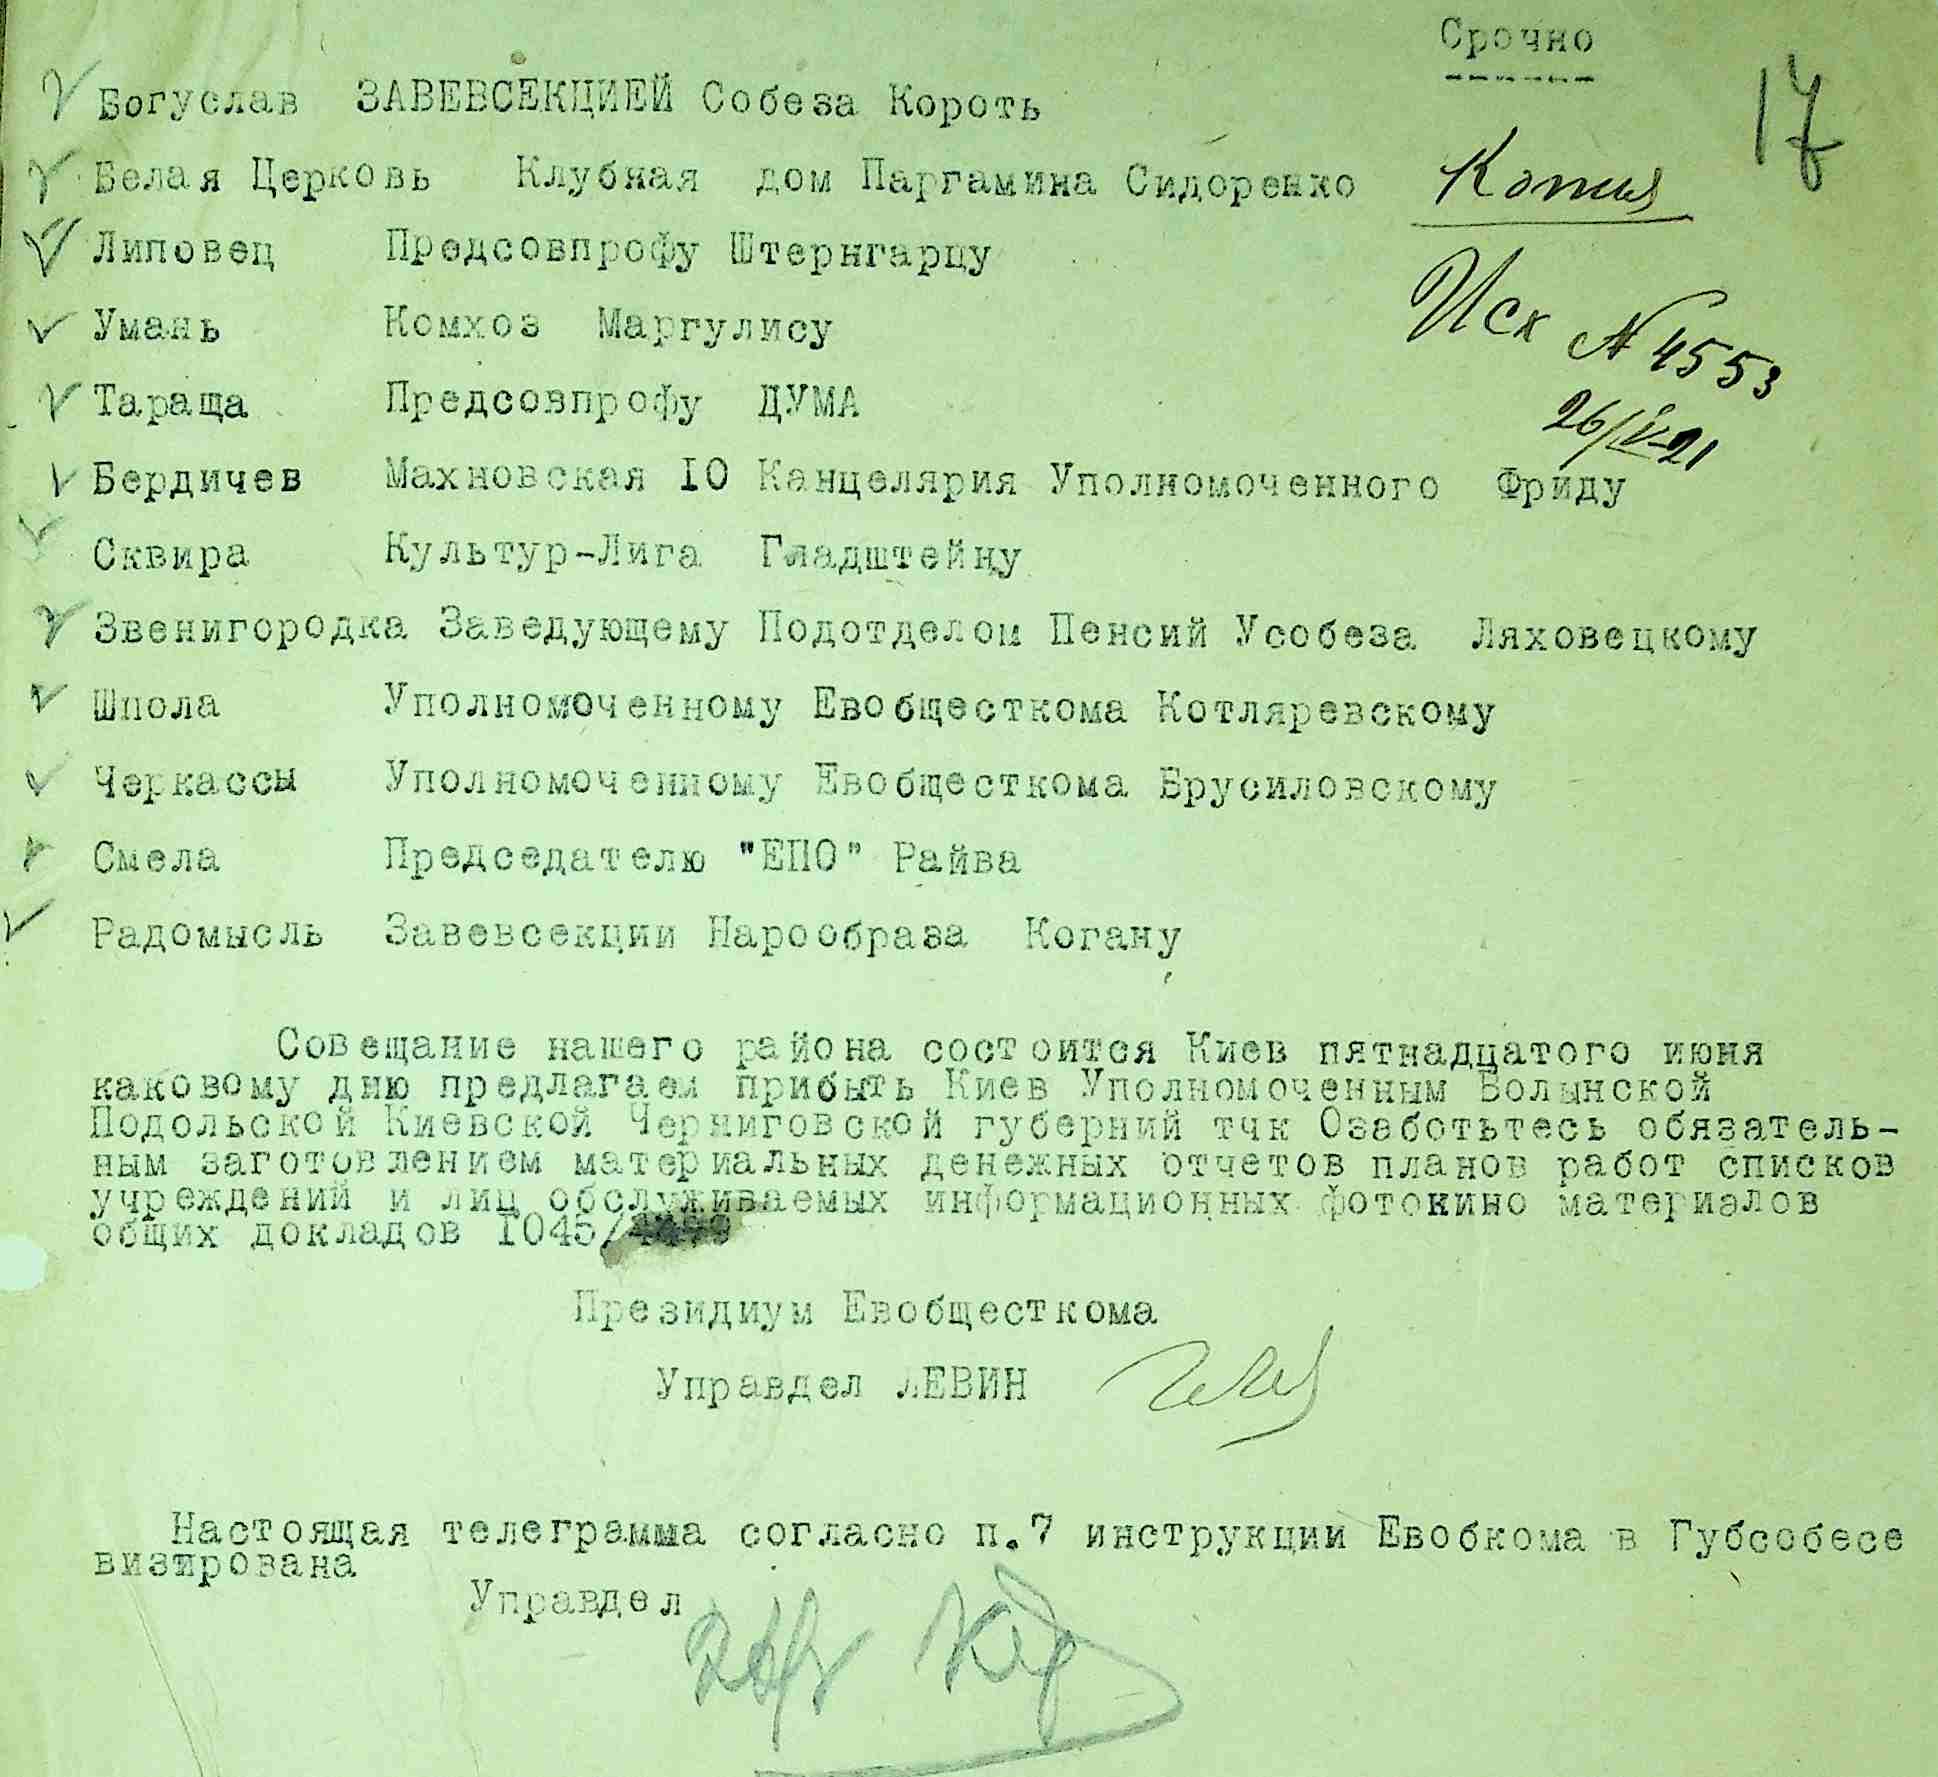 Срочно
17
Богуслав ЗАВЕВСЕКЦИЕЙ Собеза Короть
Белая Церковь Клубная дом Паргамина Сидоренко
Копия
Липовец Предсовпрофу Штернгарцу
Исх № 4553
26/V-21
Умань Комхоз Маргулису
Тараща Предсовпрофу ДУМА
Бердичев Махновская 10 Канцелярия Уполномоченного Фриду
Сквира Культур-Лига Гладштейну
Звенигородка Заведующему Подотделом Пенсий Усобеза Ляховецкому
Шпола Уполномоченному Евобщесткома Котляревскому
Черкассы Уполномоченному Евобщесткома Брусиловскому
Смела Председателю "ЕПО" Райва
Радомысль Завевсекции Нарообраза Когану
Совещание нашего района состоится Киев пятнадцатого июня
каковому дню предлагаем прибыть Киев Уполномоченным Волынской
Подольской Киевской Черниговской губерний тчк Озаботьтесь обязатель-
ным заготовлением материальных денежных отчетов планов работ списков
учреждений и лиц обслуживаемых информационных фотокино материалов
общих докладов 1045/
Президиум Евобщесткома
Управдел ЛЕВИН
Настоящая телеграмма согласно п.7 инструкции Евобкома в Губсобесе
визирована
Управдел